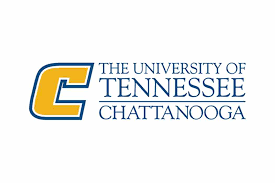 C
THE UNIVERSITY OF
TENNESSEE
CHATTANOOGA